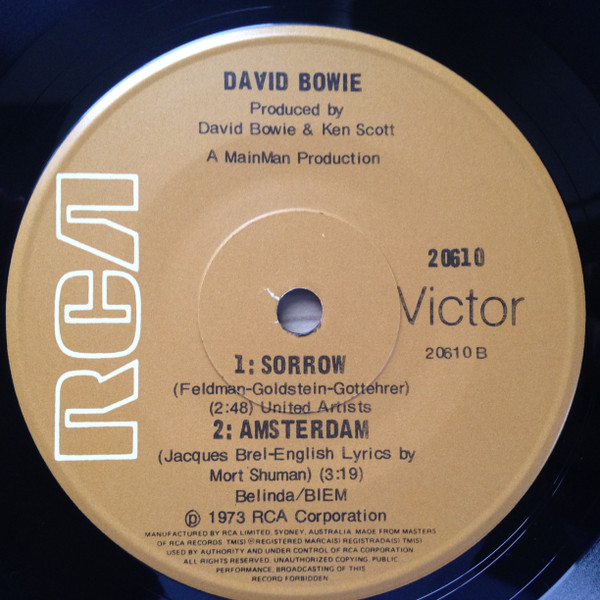 DAVID BOWIE
Produced by
David Bowie & Ken Scott
A MainMan Production
RCA
20610
Victor
20610 B
1: SORROW
(Feldman-Goldstein-Gottehrer)
(2:48) United Artists
2: AMSTERDAM
(Jacques Brel-English Lyrics by
Mort Shuman) (3:19)
Belinda/BIEM
℗ 1973 RCA Corporation
MANUFACTURED BY RCA LIMITED, SYDNEY, AUSTRALIA. MADE FROM MASTERS
OF RCA RECORDS. TM(S) ® REGISTERED MARCA(S) REGISTRADA(S) TM(S)
USED BY AUTHORITY AND UNDER CONTROL OF RCA CORPORATION
ALL RIGHTS RESERVED. UNAUTHORIZED COPYING, PUBLIC
PERFORMANCE, BROADCASTING OF THIS
RECORD FORBIDDEN